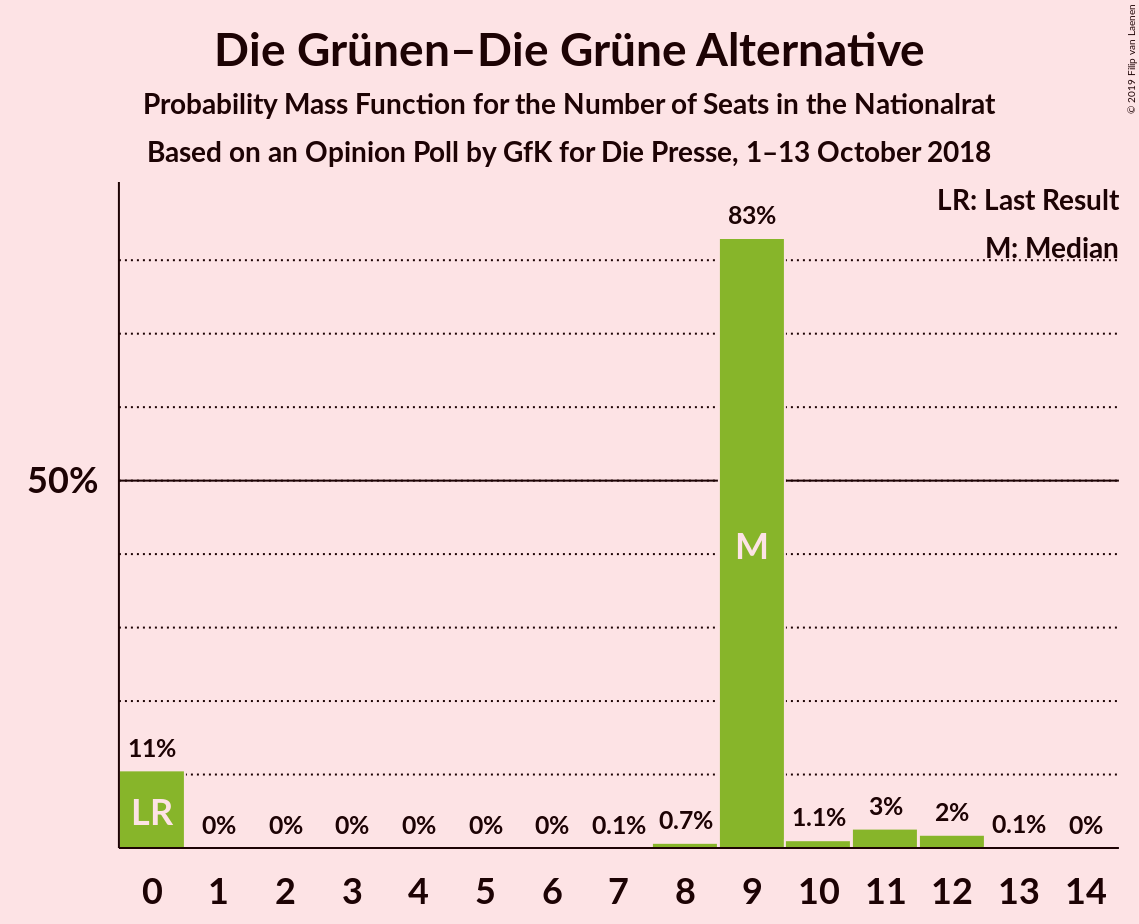 Die Grünen–Die Grüne Alternative
Probability Mass Function for the Number of Seats in the Nationalrat
Based on an Opinion Poll by GfK for Die Presse, 1–13 October 2018
© 2019 Filip van Laenen
LR: Last Result
M: Median
83%
50%
M
11%
LR
0%
0%
0%
0%
0%
0%
0.1%
0.7%
1.1%
3%
2%
0.1%
0%
0 1 2 3 4 5 6 7 8 9 10 11 12 13 14